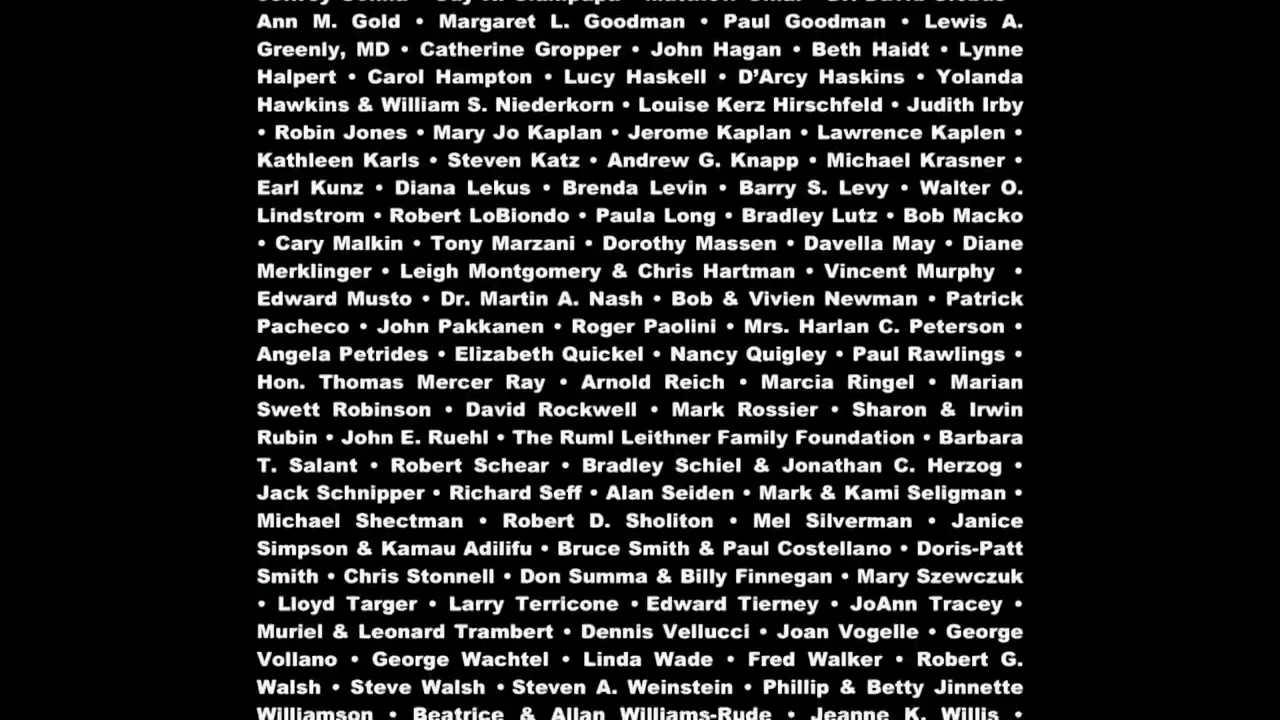 Ann M. Gold • Margaret L. Goodman • Paul Goodman • Lewis A.
Greenly, MD • Catherine Gropper • John Hagan • Beth Haidt • Lynne
Halpert • Carol Hampton • Lucy Haskell • D’Arcy Haskins • Yolanda
Hawkins & William S. Niederkorn • Louise Kerz Hirschfeld • Judith Irby
• Robin Jones • Mary Jo Kaplan • Jerome Kaplan • Lawrence Kaplen •
Kathleen Karls • Steven Katz • Andrew G. Knapp • Michael Krasner •
Earl Kunz • Diana Lekus • Brenda Levin • Barry S. Levy • Walter O.
Lindstrom • Robert LoBiondo • Paula Long • Bradley Lutz • Bob Macko
• Cary Malkin • Tony Marzani • Dorothy Massen • Davella May • Diane
Merklinger • Leigh Montgomery & Chris Hartman • Vincent Murphy •
Edward Musto • Dr. Martin A. Nash • Bob & Vivien Newman • Patrick
Pacheco • John Pakkanen • Roger Paolini • Mrs. Harlan C. Peterson •
Angela Petrides • Elizabeth Quickel • Nancy Quigley • Paul Rawlings •
Hon. Thomas Mercer Ray • Arnold Reich • Marcia Ringel • Marian
Swett Robinson • David Rockwell • Mark Rossier • Sharon & Irwin
Rubin • John E. Ruehl • The Ruml Leithner Family Foundation • Barbara
T. Salant • Robert Schear • Bradley Schiel & Jonathan C. Herzog •
Jack Schnipper • Richard Seff • Alan Seiden • Mark & Kami Seligman •
Michael Shectman • Robert D. Sholiton • Mel Silverman • Janice
Simpson & Kamau Adilifu • Bruce Smith & Paul Costellano • Doris-Patt
Smith • Chris Stonnell • Don Summa & Billy Finnegan • Mary Szewczuk
• Lloyd Targer • Larry Terricone • Edward Tierney • JoAnn Tracey •
Muriel & Leonard Trambert • Dennis Vellucci • Joan Vogelle • George
Vollano • George Wachtel • Linda Wade • Fred Walker • Robert G.
Walsh • Steve Walsh • Steven A. Weinstein • Phillip & Betty Jinnette
Williamson • Beatrice & Allan Williams-Rude • Jeanne K. Willis •